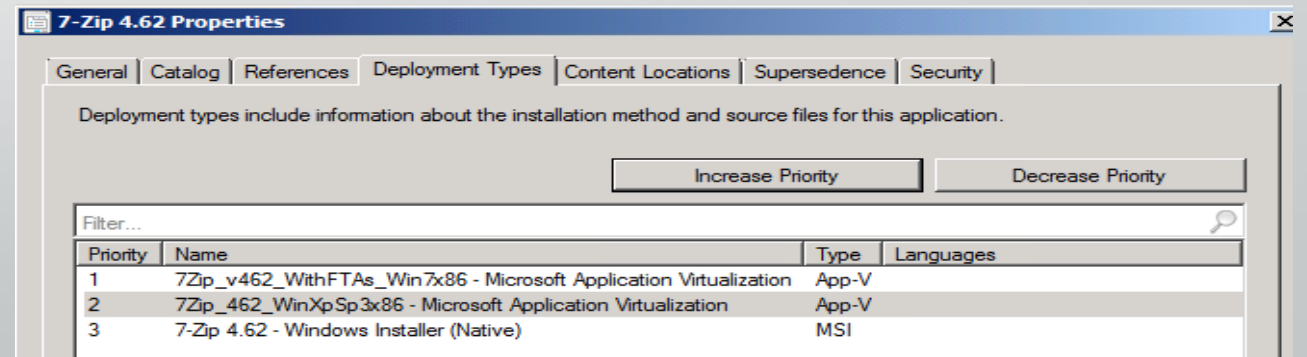 7-Zip 4.62 Properties
General Catalog References Deployment Types Content Locations Supersedence Security
Deployment types include information about the installation method and source files for this application.
Increase Priority Decrease Priority
Filter...
Priority Name Type Languages
1 7Zip_v462_WithFTAs_Win7x86 - Microsoft Application Virtualization App-V
2 7Zip_462_WinXpSp3x86 - Microsoft Application Virtualization App-V
3 7-Zip 4.62 - Windows Installer (Native) MSI